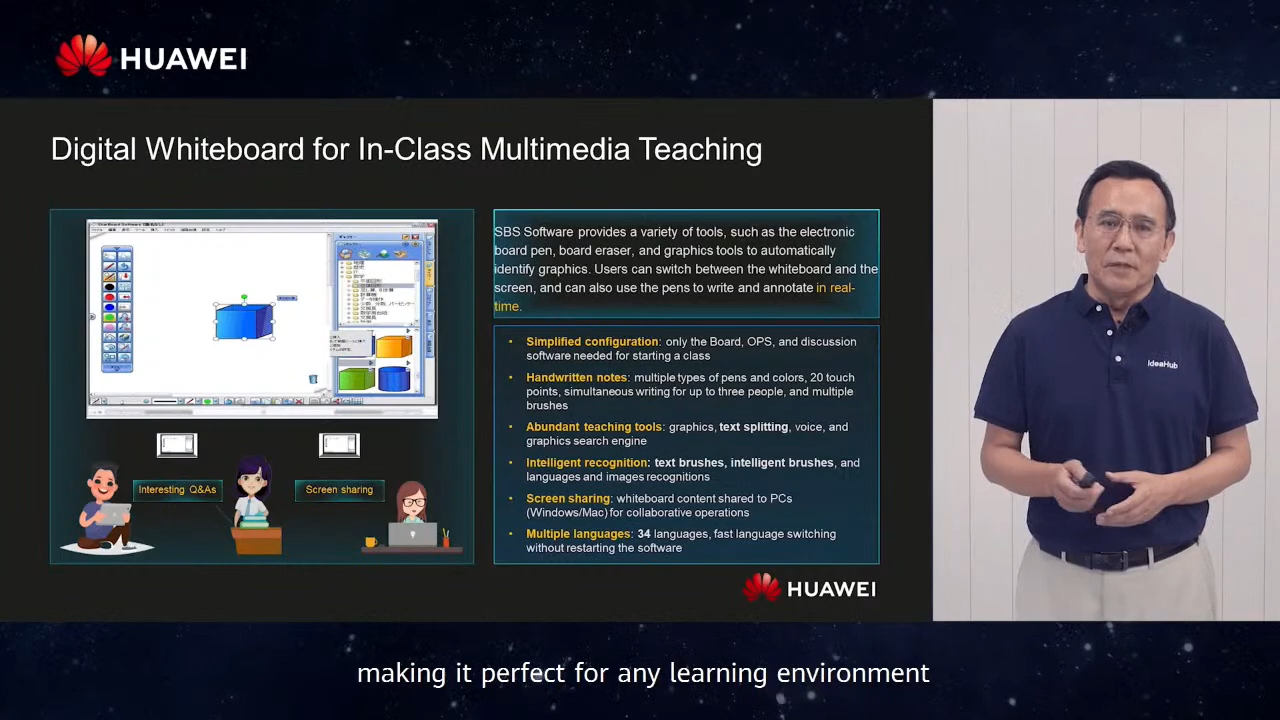 HUAWEI
Digital Whiteboard for In-Class Multimedia Teaching
SBS Software provides a variety of tools, such as the electronic
board pen, board eraser, and graphics tools to automatically
identify graphics. Users can switch between the whiteboard and the
screen, and can also use the pens to write and annotate in real-
time.
Interesting Q&As
Screen sharing
• Simplified configuration: only the Board, OPS, and discussion
software needed for starting a class
• Handwritten notes: multiple types of pens and colors, 20 touch
points, simultaneous writing for up to three people, and multiple
brushes
• Abundant teaching tools: graphics, text splitting, voice, and
graphics search engine
• Intelligent recognition: text brushes, intelligent brushes, and
languages and images recognitions
• Screen sharing: whiteboard content shared to PCs
(Windows/Mac) for collaborative operations
• Multiple languages: 34 languages, fast language switching
without restarting the software
HUAWEI
IdeaHub
making it perfect for any learning environment